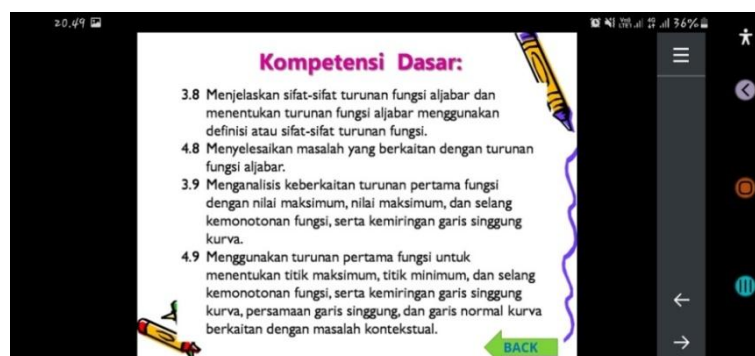 20.49
36%
Kompetensi Dasar:
3.8 Menjelaskan sifat-sifat turunan fungsi aljabar dan
menentukan turunan fungsi aljabar menggunakan
definisi atau sifat-sifat turunan fungsi.
4.8 Menyelesaikan masalah yang berkaitan dengan turunan
fungsi aljabar.
3.9 Menganalisis keberkaitan turunan pertama fungsi
dengan nilai maksimum, nilai maksimum, dan selang
kemonotonan fungsi, serta kemiringan garis singgung
kurva.
4.9 Menggunakan turunan pertama fungsi untuk
menentukan titik maksimum, titik minimum, dan selang
kemonotonan fungsi, serta kemiringan garis singgung
kurva, persamaan garis singgung, dan garis normal kurva
berkaitan dengan masalah kontekstual.
BACK